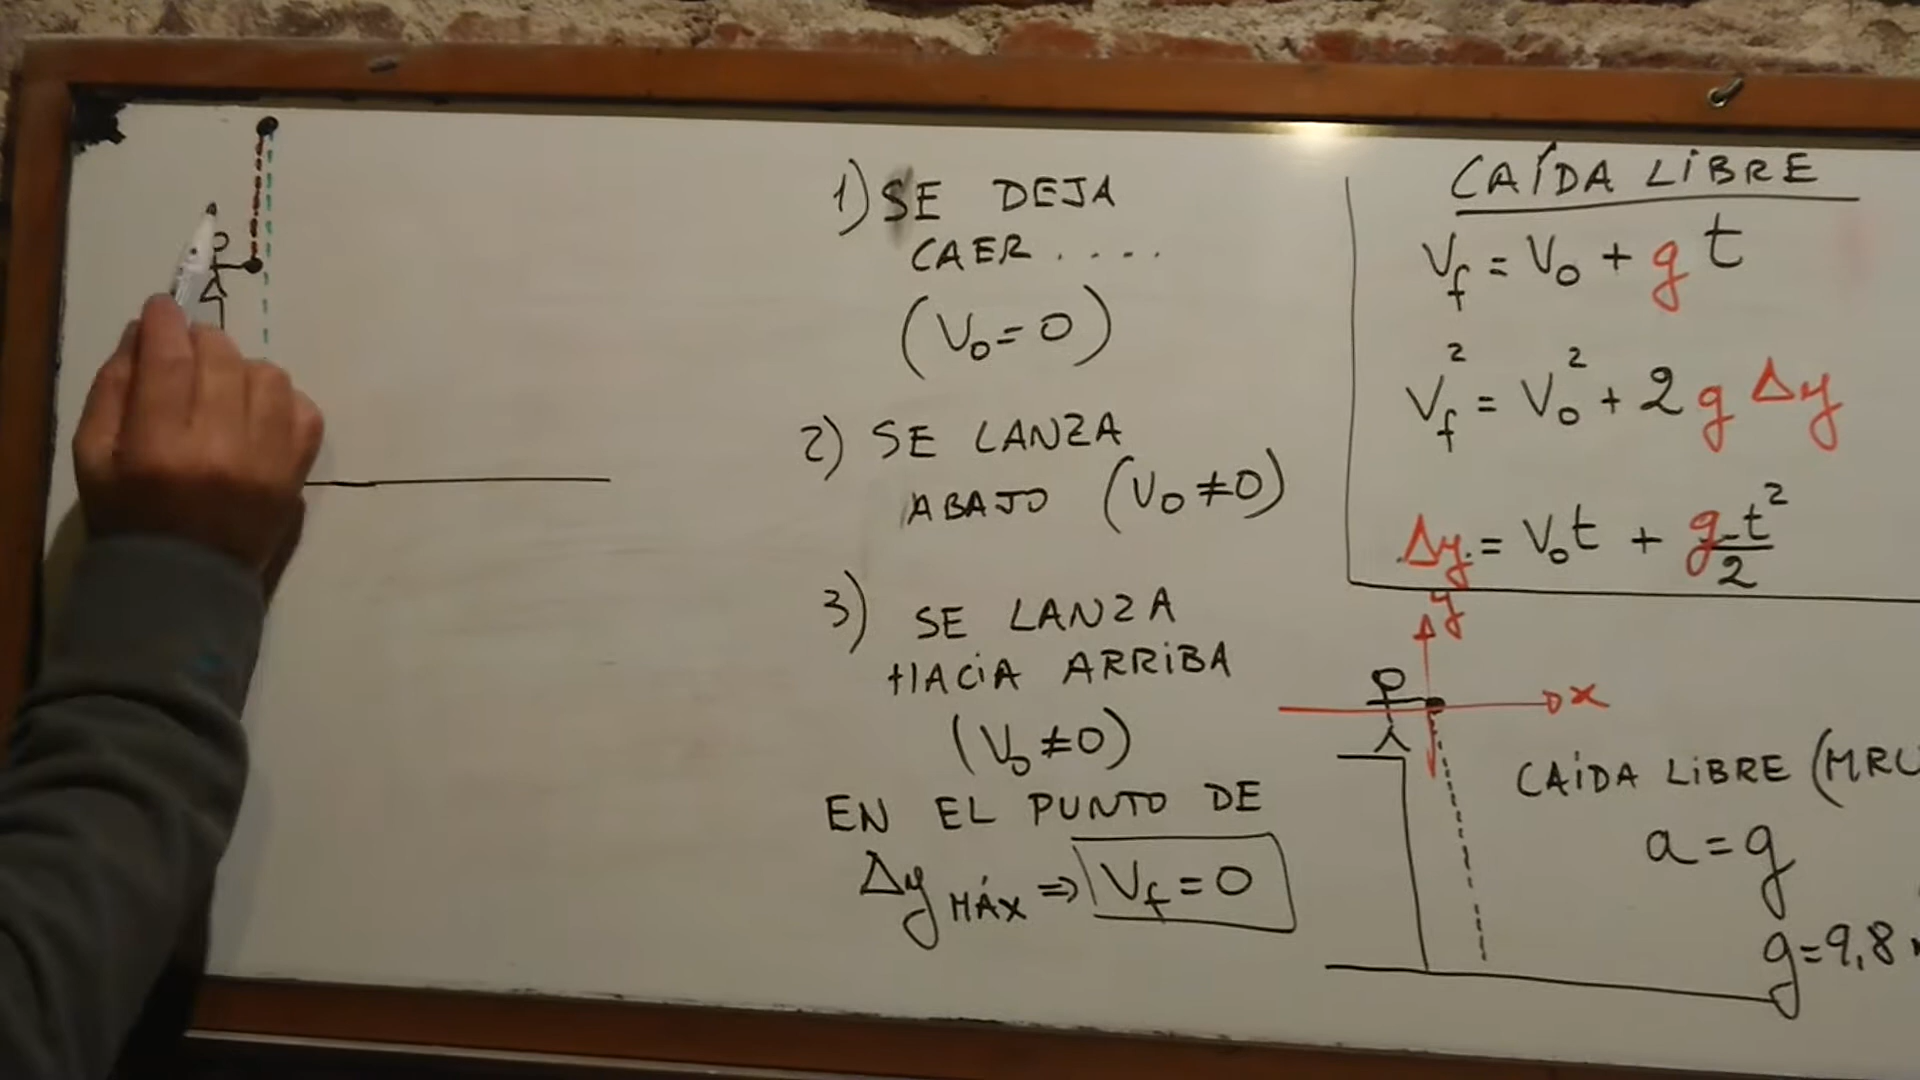 1) SE DEJA
CAER ....
(V₀ = 0)
2) SE LANZA
ABAJO (V₀ ≠ 0)
3) SE LANZA
HACIA ARRIBA
(V₀ ≠ 0)
EN EL PUNTO DE
Δy MÁX ⇒ Vf = 0
CAÍDA LIBRE
Vf = V₀ + g t
Vf² = V₀² + 2 g Δy
Δy = V₀t + g t²/2
y
x
CAÍDA LIBRE (MRU
a = g
g = 9,8